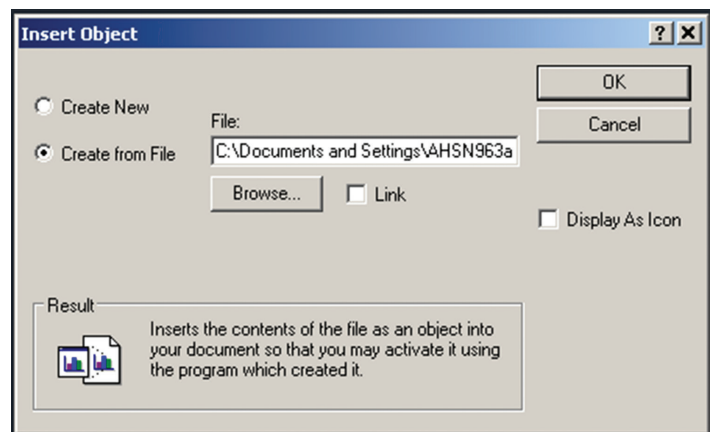 Insert Object
OK
Create New
File:
Cancel
Create from File
C:\Documents and Settings\AHSN963a
Browse...
Link
Display As Icon
Result
Inserts the contents of the file as an object into
your document so that you may activate it using
the program which created it.